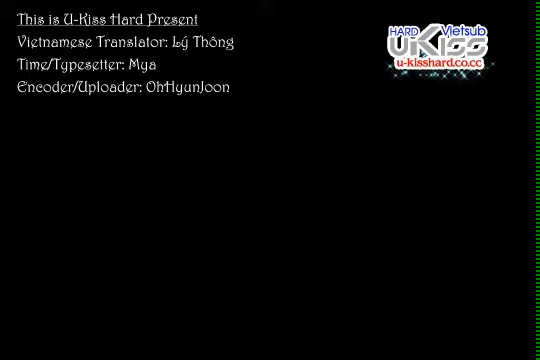 This is U-Kiss Hard Present
Vietnamese Translator: Lý Thông
Time/Typesetter: Mya
Encoder/Uploader: OhHyunJoon
HARD Vietsub
UKISS
u-kisshard.co.cc